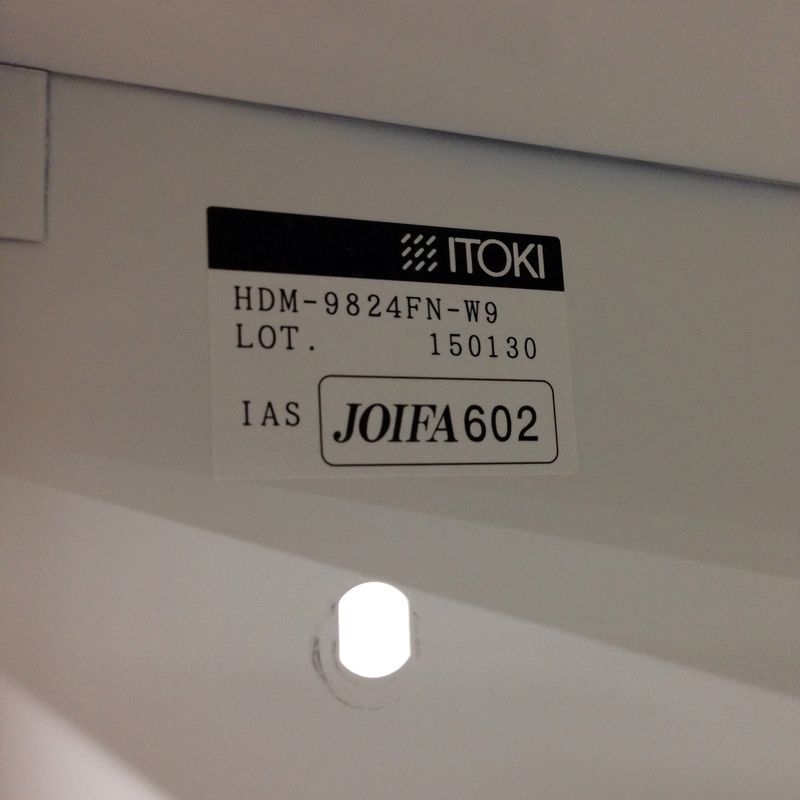 ITOKI
HDM-9824FN-W9
LOT. 150130
IAS JOIFA602